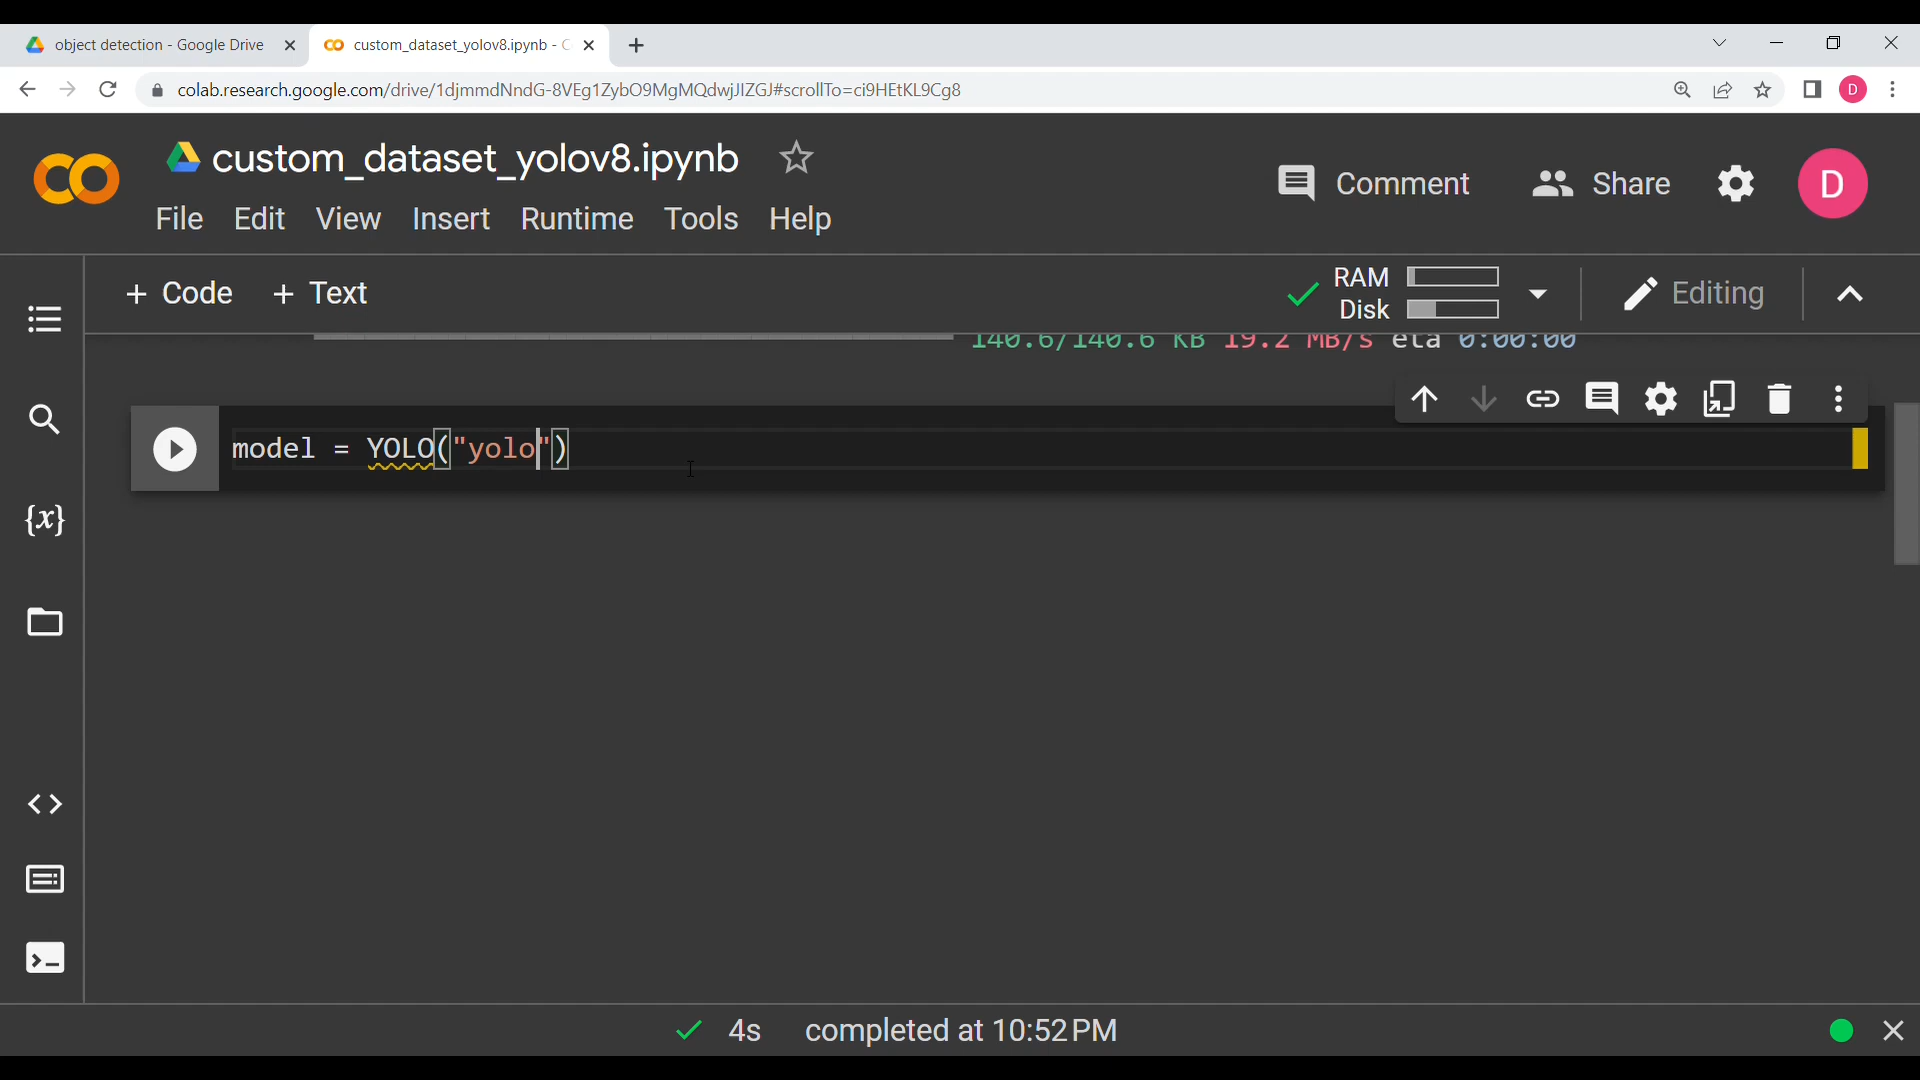 object detection - Google Drive
custom_dataset_yolov8.ipynb - C
colab.research.google.com/drive/1djmmdNndG-8VEg1ZybO9MgMQdwjJIZGJ#scrollTo=ci9HEtKL9Cg8
D
custom_dataset_yolov8.ipynb
Comment
Share
D
File Edit View Insert Runtime Tools Help
+ Code + Text
RAM
Disk
Editing
140.6/140.6 KB 19.2 MB/s eta 0:00:00
model = YOLO("yolo")
{x}
4s completed at 10:52 PM